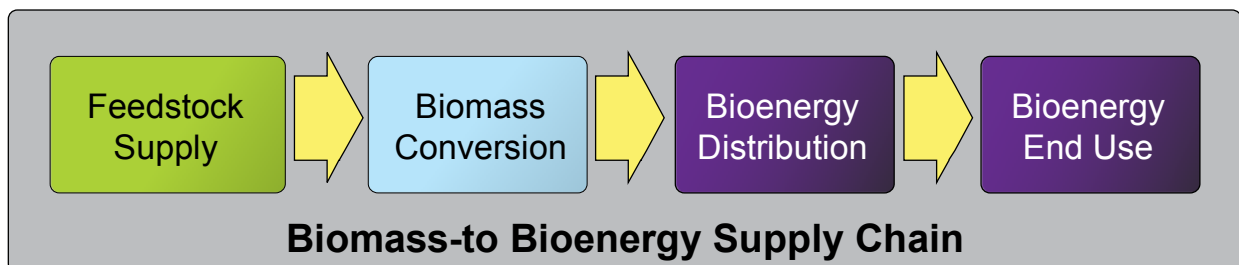 Feedstock
Supply
Biomass
Conversion
Bioenergy
Distribution
Bioenergy
End Use
Biomass-to Bioenergy Supply Chain